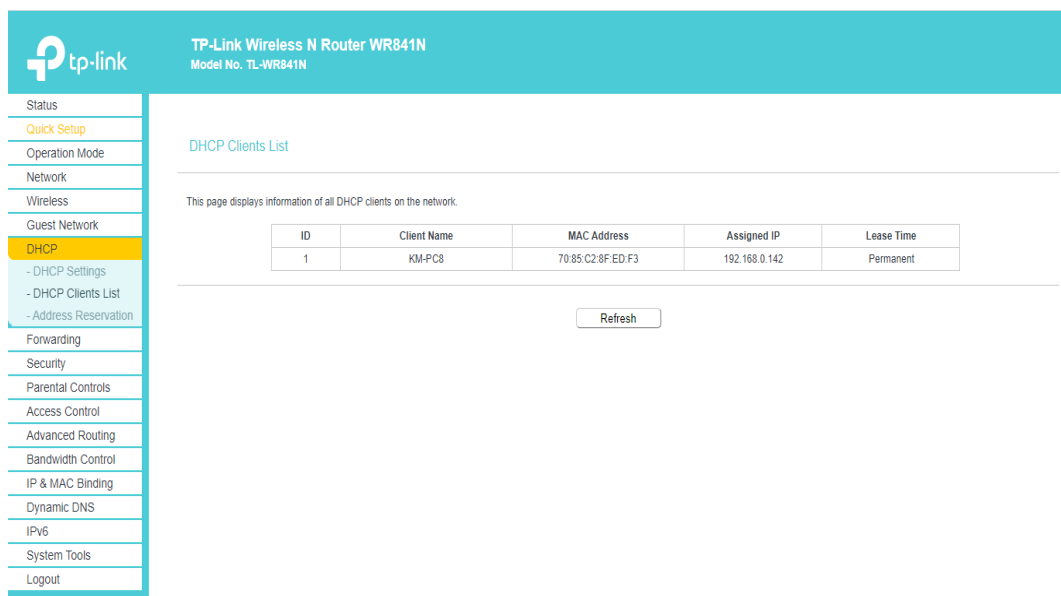 tp-link
TP-Link Wireless N Router WR841N
Model No. TL-WR841N
Status
Quick Setup
Operation Mode
Network
Wireless
Guest Network
DHCP
- DHCP Settings
- DHCP Clients List
- Address Reservation
Forwarding
Security
Parental Controls
Access Control
Advanced Routing
Bandwidth Control
IP & MAC Binding
Dynamic DNS
IPv6
System Tools
Logout
DHCP Clients List
This page displays information of all DHCP clients on the network.
ID Client Name MAC Address Assigned IP Lease Time
1 KM-PC8 70:85:C2:8F:ED:F3 192.168.0.142 Permanent
Refresh